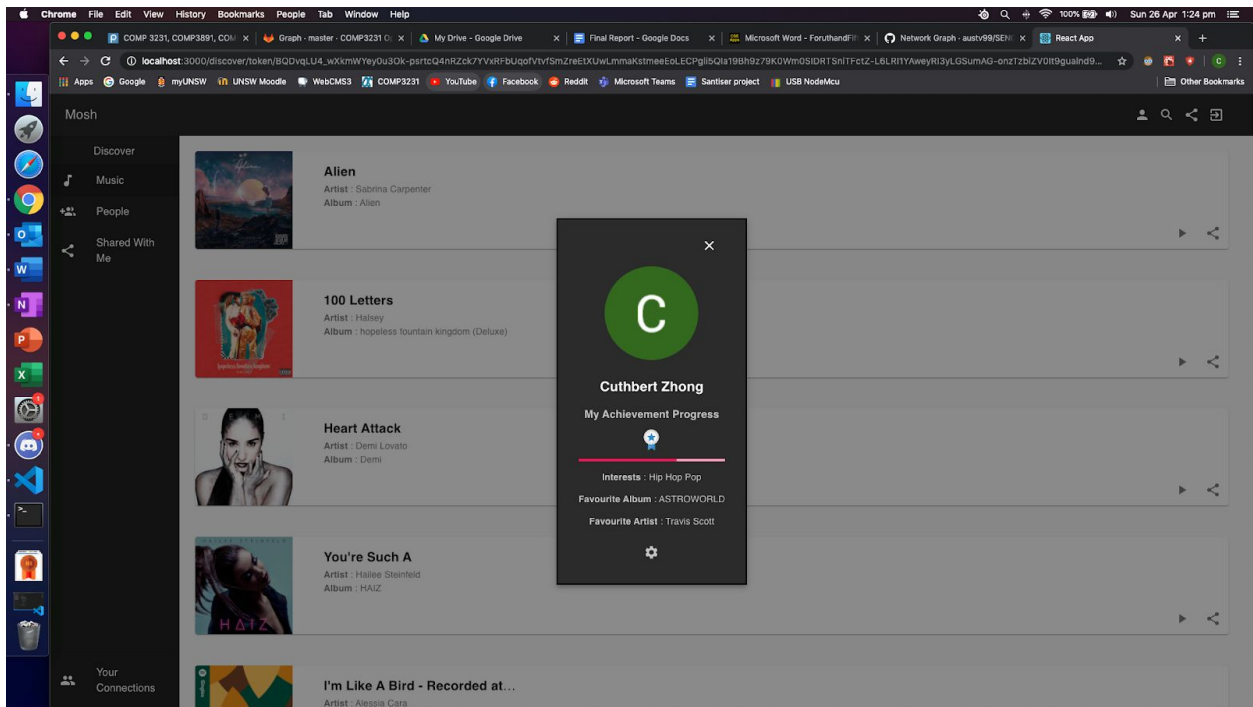 Chrome File Edit View History Bookmarks People Tab Window Help
100% Sun 26 Apr 1:24 pm
COMP 3231, COMP3891, COM
Graph · master · COMP3231 O
My Drive - Google Drive
Final Report - Google Docs
Microsoft Word - ForuthandFif
Network Graph · austv99/SEN
React App
Apps
Google
myUNSW
UNSW Moodle
WebCMS3
COMP3231
YouTube
Facebook
Reddit
Microsoft Teams
Santiser project
USB NodeMcu
Other Bookmarks
Mosh
Discover
Music
People
Shared With
Me
Your
Connections
Alien
Artist : Sabrina Carpenter
Album : Alien
100 Letters
Artist : Halsey
Album : hopeless fountain kingdom (Deluxe)
Heart Attack
Artist : Demi Lovato
Album : Demi
DEMI
You're Such A
Artist : Hailee Steinfeld
Album : HAIZ
I'm Like A Bird - Recorded at…
Artist : Alessia Cara
C
Cuthbert Zhong
My Achievement Progress
Interests : Hip Hop Pop
Favourite Album : ASTROWORLD
Favourite Artist : Travis Scott